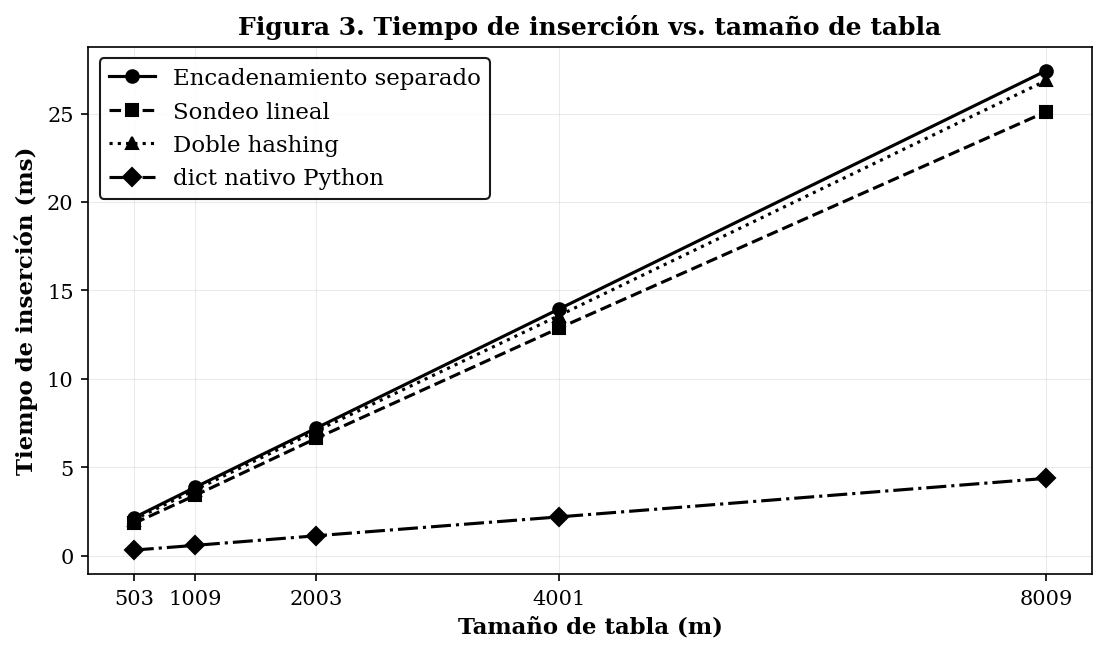 Figura 3. Tiempo de inserción vs. tamaño de tabla
Encadenamiento separado
Sondeo lineal
Doble hashing
dict nativo Python
Tiempo de inserción (ms)
25
20
15
10
5
0
503 1009 2003 4001 8009
Tamaño de tabla (m)